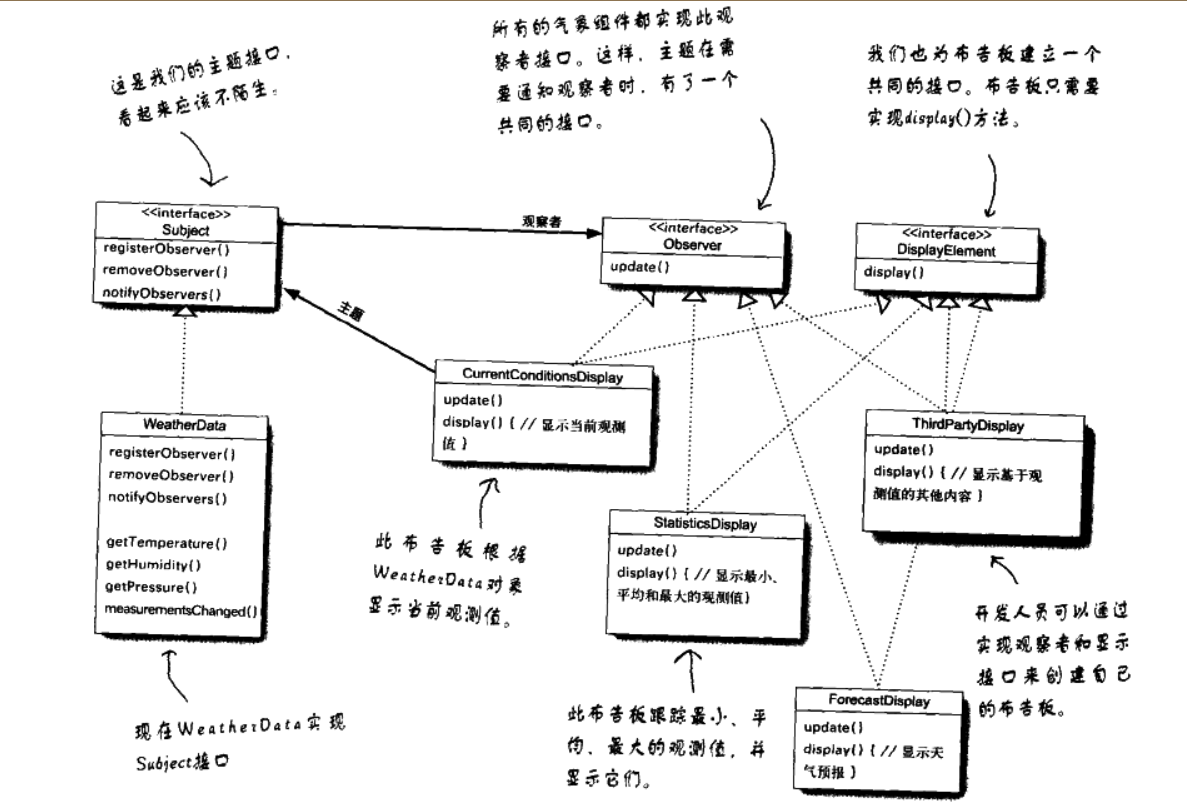 这是我们的主题接口，
看起来应该不陌生。
所有的气象组件都实现此观
察者接口。这样，主题在需
要通知观察者时，有了一个
共同的接口。
我们也为布告板建立一个
共同的接口。布告板只需要
实现display()方法。
<<interface>>
Subject
registerObserver()
removeObserver()
notifyObservers()
观察者
<<interface>>
Observer
update()
<<interface>>
DisplayElement
display()
主题
CurrentConditionsDisplay
update()
display() { // 显示当前观测
值 }
WeatherData
registerObserver()
removeObserver()
notifyObservers()
getTemperature()
getHumidity()
getPressure()
measurementsChanged()
ThirdPartyDisplay
update()
display() { // 显示基于观
测值的其他内容 }
StatisticsDisplay
update()
display() { // 显示最小、
平均和最大的观测值}
此布告板根据
WeatherData对象
显示当前观测值。
开发人员可以通过
实现观察者和显示
接口来创建自己
的布告板。
ForecastDisplay
update()
display() { // 显示天
气预报 }
现在WeatherData实现
Subject接口
此布告板跟踪最小、平
均、最大的观测值，并
显示它们。